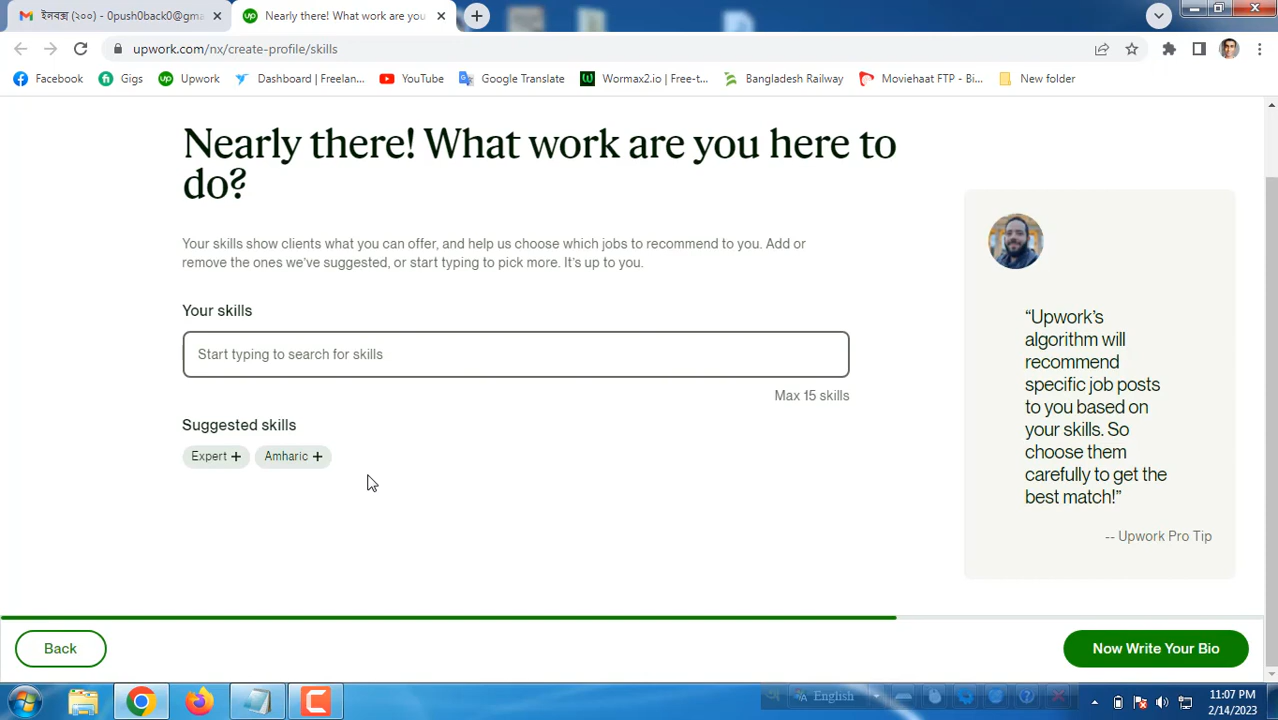 ইনবক্স (২০০) - 0push0back0@gma
Nearly there! What work are you
upwork.com/nx/create-profile/skills
Facebook
Gigs
Upwork
Dashboard | Freelan...
YouTube
Google Translate
Wormax2.io | Free-t...
Bangladesh Railway
Moviehaat FTP - Bi...
New folder
Nearly there! What work are you here to
do?
Your skills show clients what you can offer, and help us choose which jobs to recommend to you. Add or
remove the ones we've suggested, or start typing to pick more. It's up to you.
Your skills
Start typing to search for skills
Max 15 skills
Suggested skills
Expert +
Amharic +
“Upwork's
algorithm will
recommend
specific job posts
to you based on
your skills. So
choose them
carefully to get the
best match!”
-- Upwork Pro Tip
Back
Now Write Your Bio
English
11:07 PM
2/14/2023